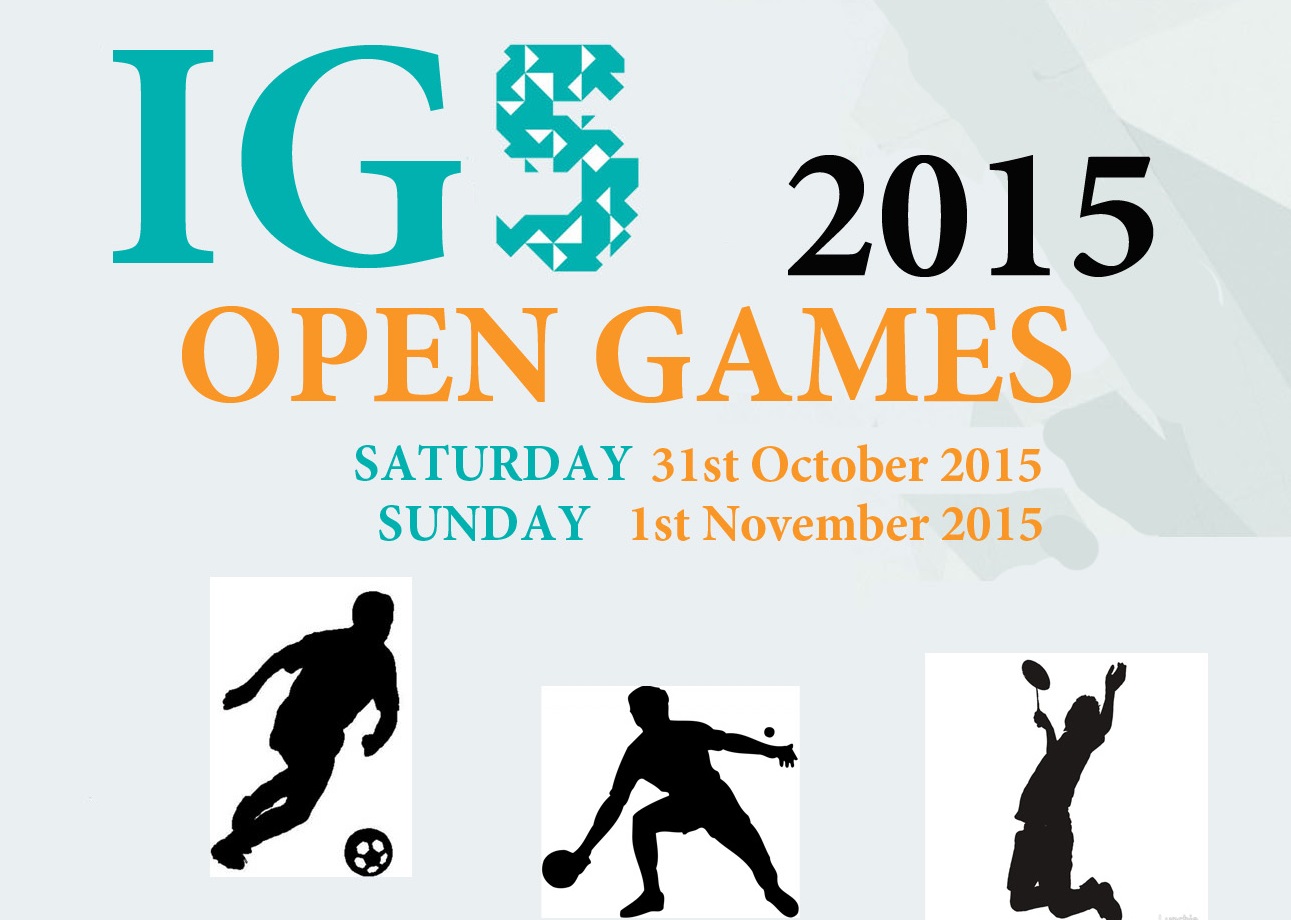 IGS
2015
OPEN GAMES
SATURDAY 31st October 2015
SUNDAY 1st November 2015